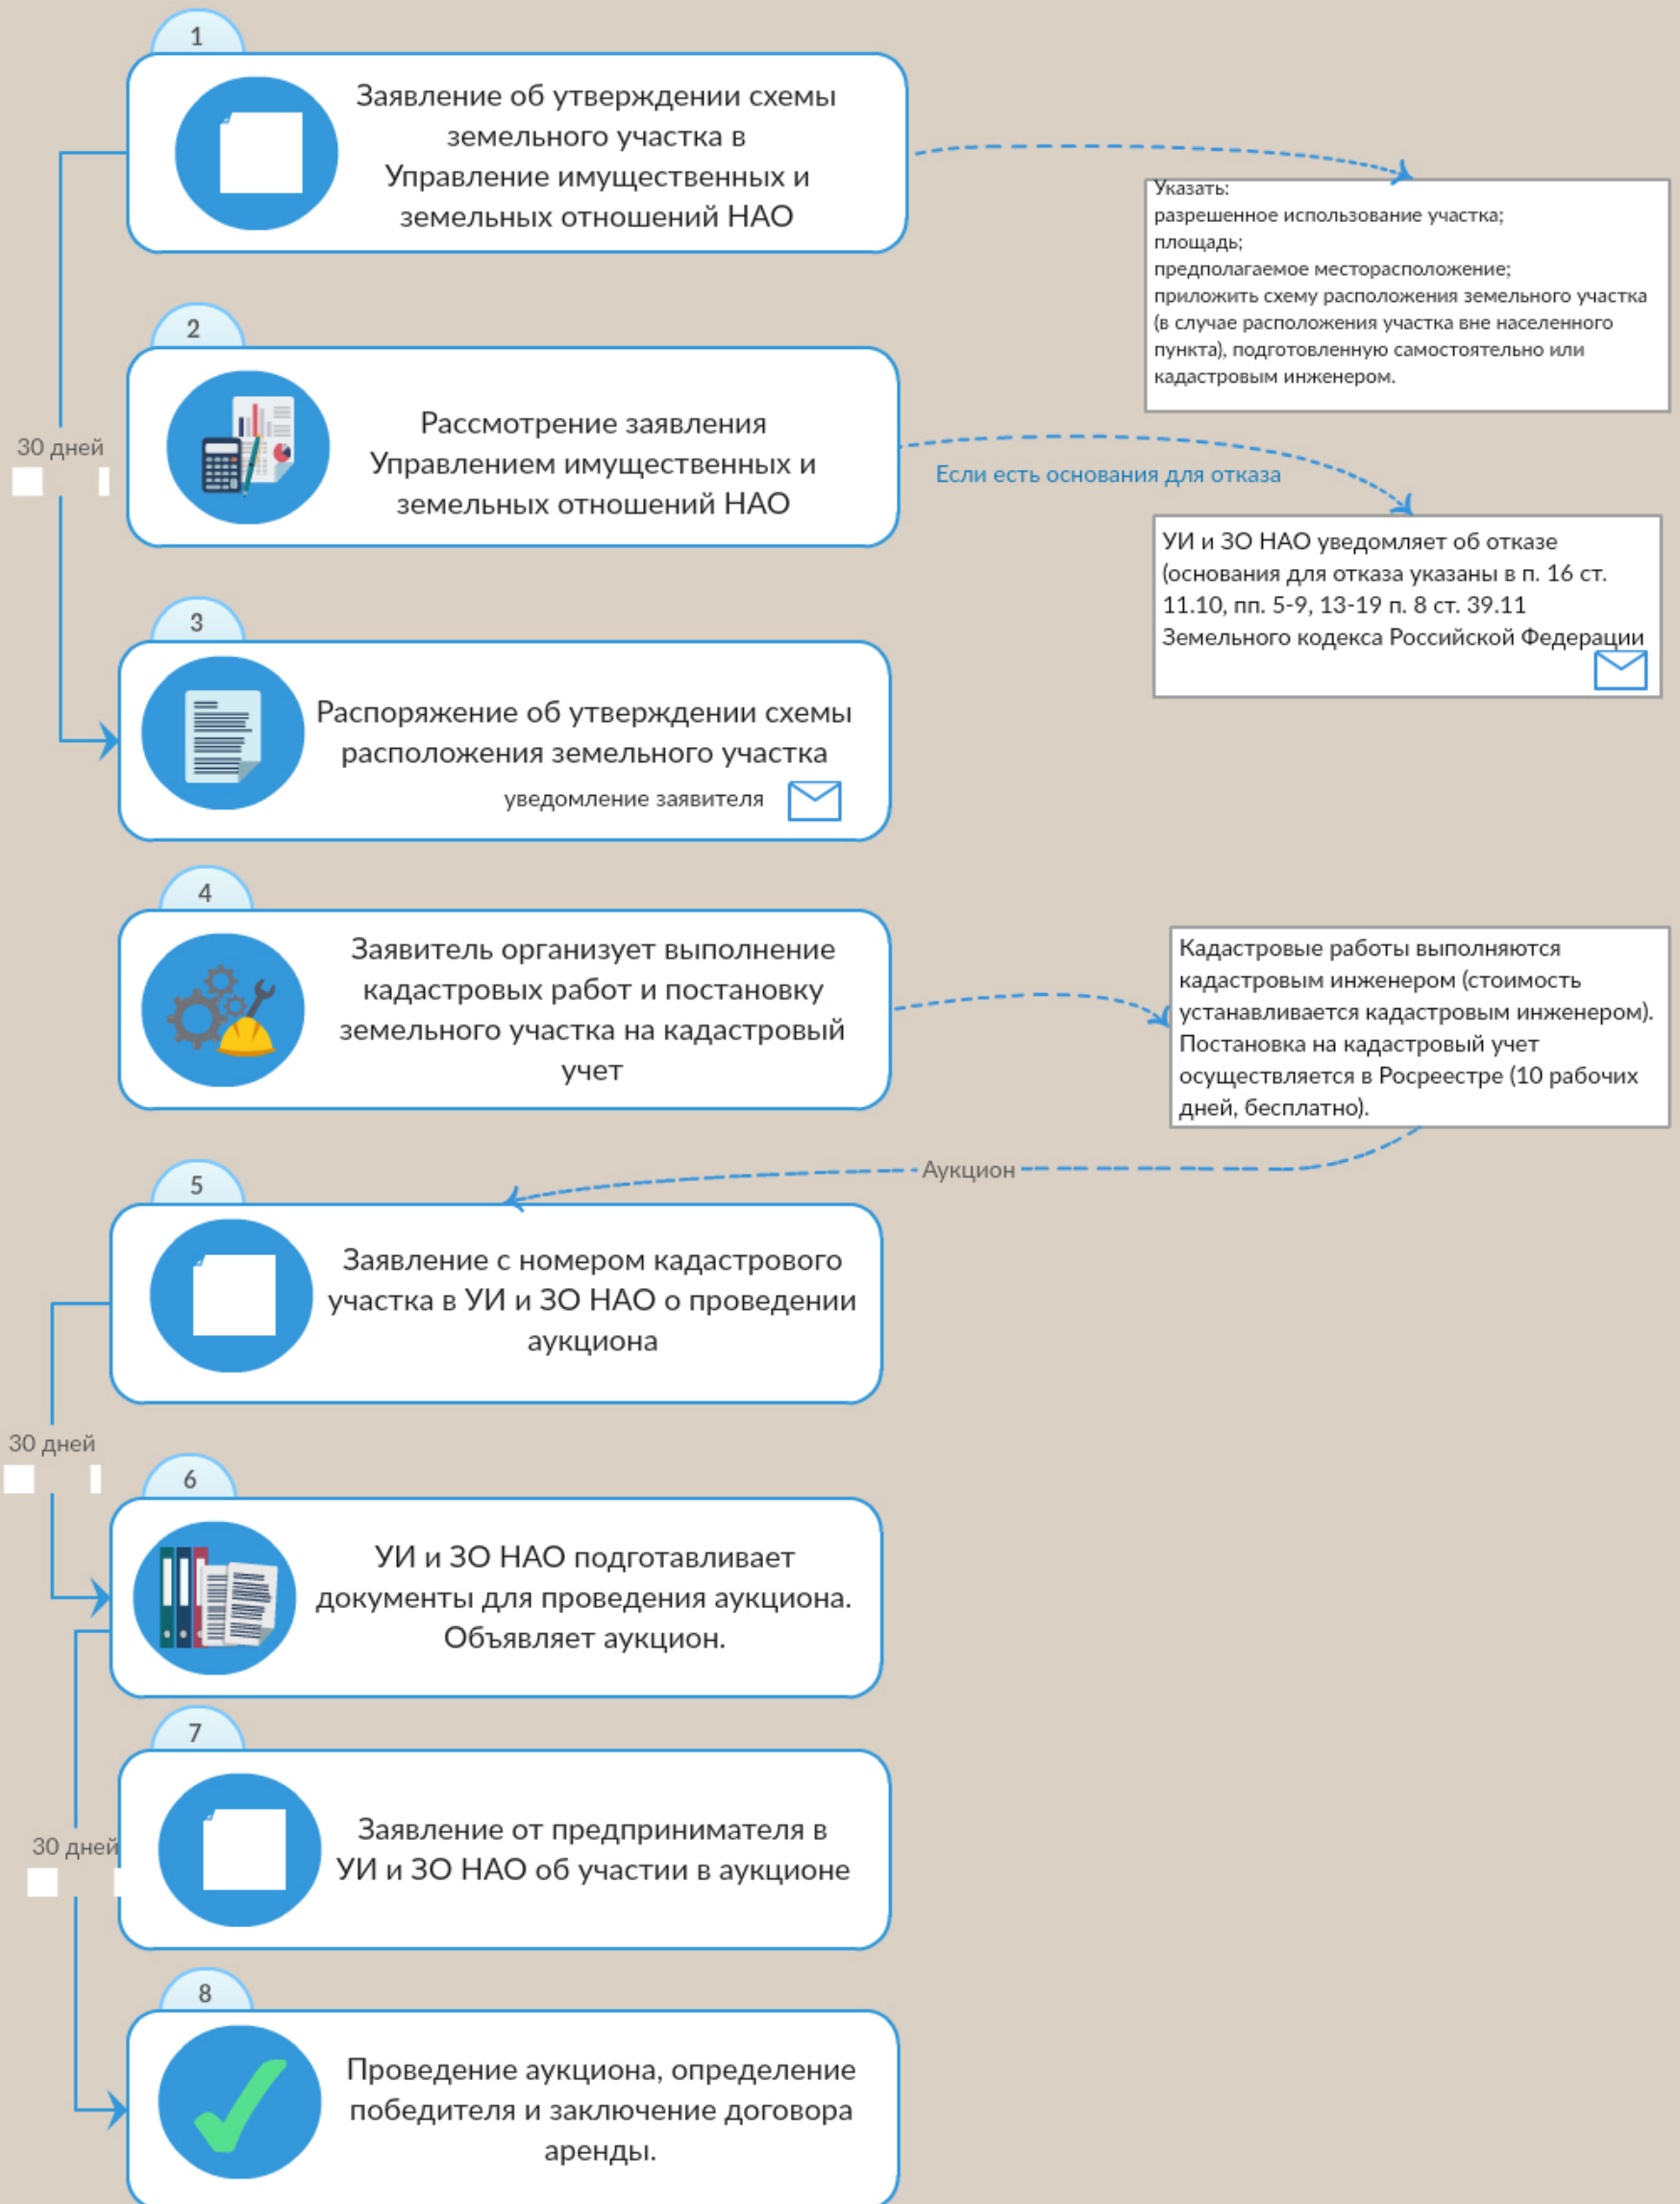 1
Заявление об утверждении схемы
земельного участка в
Управление имущественных и
земельных отношений НАО
Указать:
разрешенное использование участка;
площадь;
предполагаемое месторасположение;
приложить схему расположения земельного участка
(в случае расположения участка вне населенного
пункта), подготовленную самостоятельно или
кадастровым инженером.
2
Рассмотрение заявления
Управлением имущественных и
земельных отношений НАО
30 дней
Если есть основания для отказа
УИ и ЗО НАО уведомляет об отказе
(основания для отказа указаны в п. 16 ст.
11.10, пп. 5-9, 13-19 п. 8 ст. 39.11
Земельного кодекса Российской Федерации
3
Распоряжение об утверждении схемы
расположения земельного участка
уведомление заявителя
4
Заявитель организует выполнение
кадастровых работ и постановку
земельного участка на кадастровый
учет
Кадастровые работы выполняются
кадастровым инженером (стоимость
устанавливается кадастровым инженером).
Постановка на кадастровый учет
осуществляется в Росреестре (10 рабочих
дней, бесплатно).
Аукцион
5
Заявление с номером кадастрового
участка в УИ и ЗО НАО о проведении
аукциона
30 дней
6
УИ и ЗО НАО подготавливает
документы для проведения аукциона.
Объявляет аукцион.
7
Заявление от предпринимателя в
УИ и ЗО НАО об участии в аукционе
30 дней
8
Проведение аукциона, определение
победителя и заключение договора
аренды.